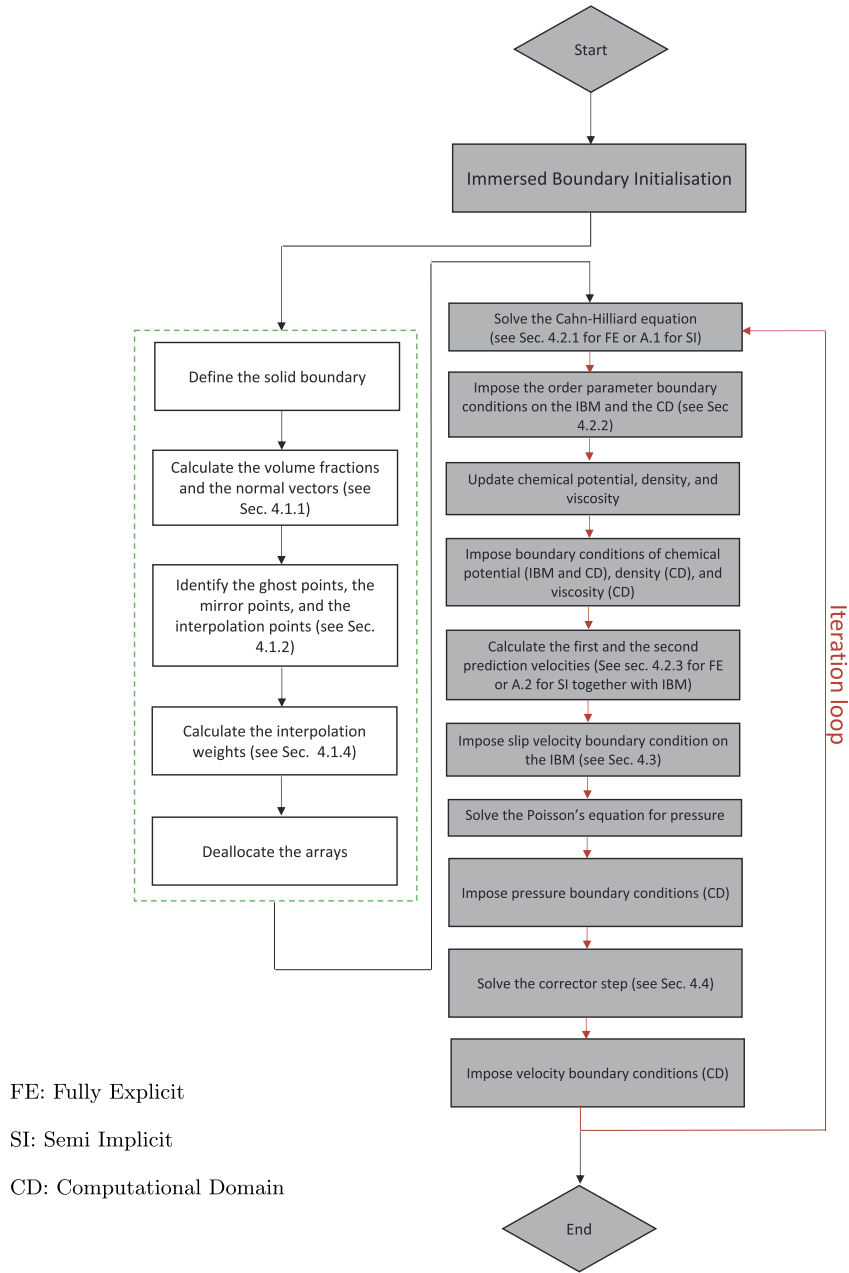 Start
Immersed Boundary Initialisation
Define the solid boundary
Calculate the volume fractions
and the normal vectors (see
Sec. 4.1.1)
Identify the ghost points, the
mirror points, and the
interpolation points (see Sec.
4.1.2)
Calculate the interpolation
weights (see Sec. 4.1.4)
Deallocate the arrays
Solve the Cahn-Hilliard equation
(see Sec. 4.2.1 for FE or A.1 for SI)
Impose the order parameter boundary
conditions on the IBM and the CD (see Sec
4.2.2)
Update chemical potential, density, and
viscosity
Impose boundary conditions of chemical
potential (IBM and CD), density (CD), and
viscosity (CD)
Calculate the first and the second
prediction velocities (See sec. 4.2.3 for FE
or A.2 for SI together with IBM)
Impose slip velocity boundary condition on
the IBM (see Sec. 4.3)
Solve the Poisson's equation for pressure
Impose pressure boundary conditions (CD)
Solve the corrector step (see Sec. 4.4)
Impose velocity boundary conditions (CD)
Iteration loop
End
FE: Fully Explicit
SI: Semi Implicit
CD: Computational Domain